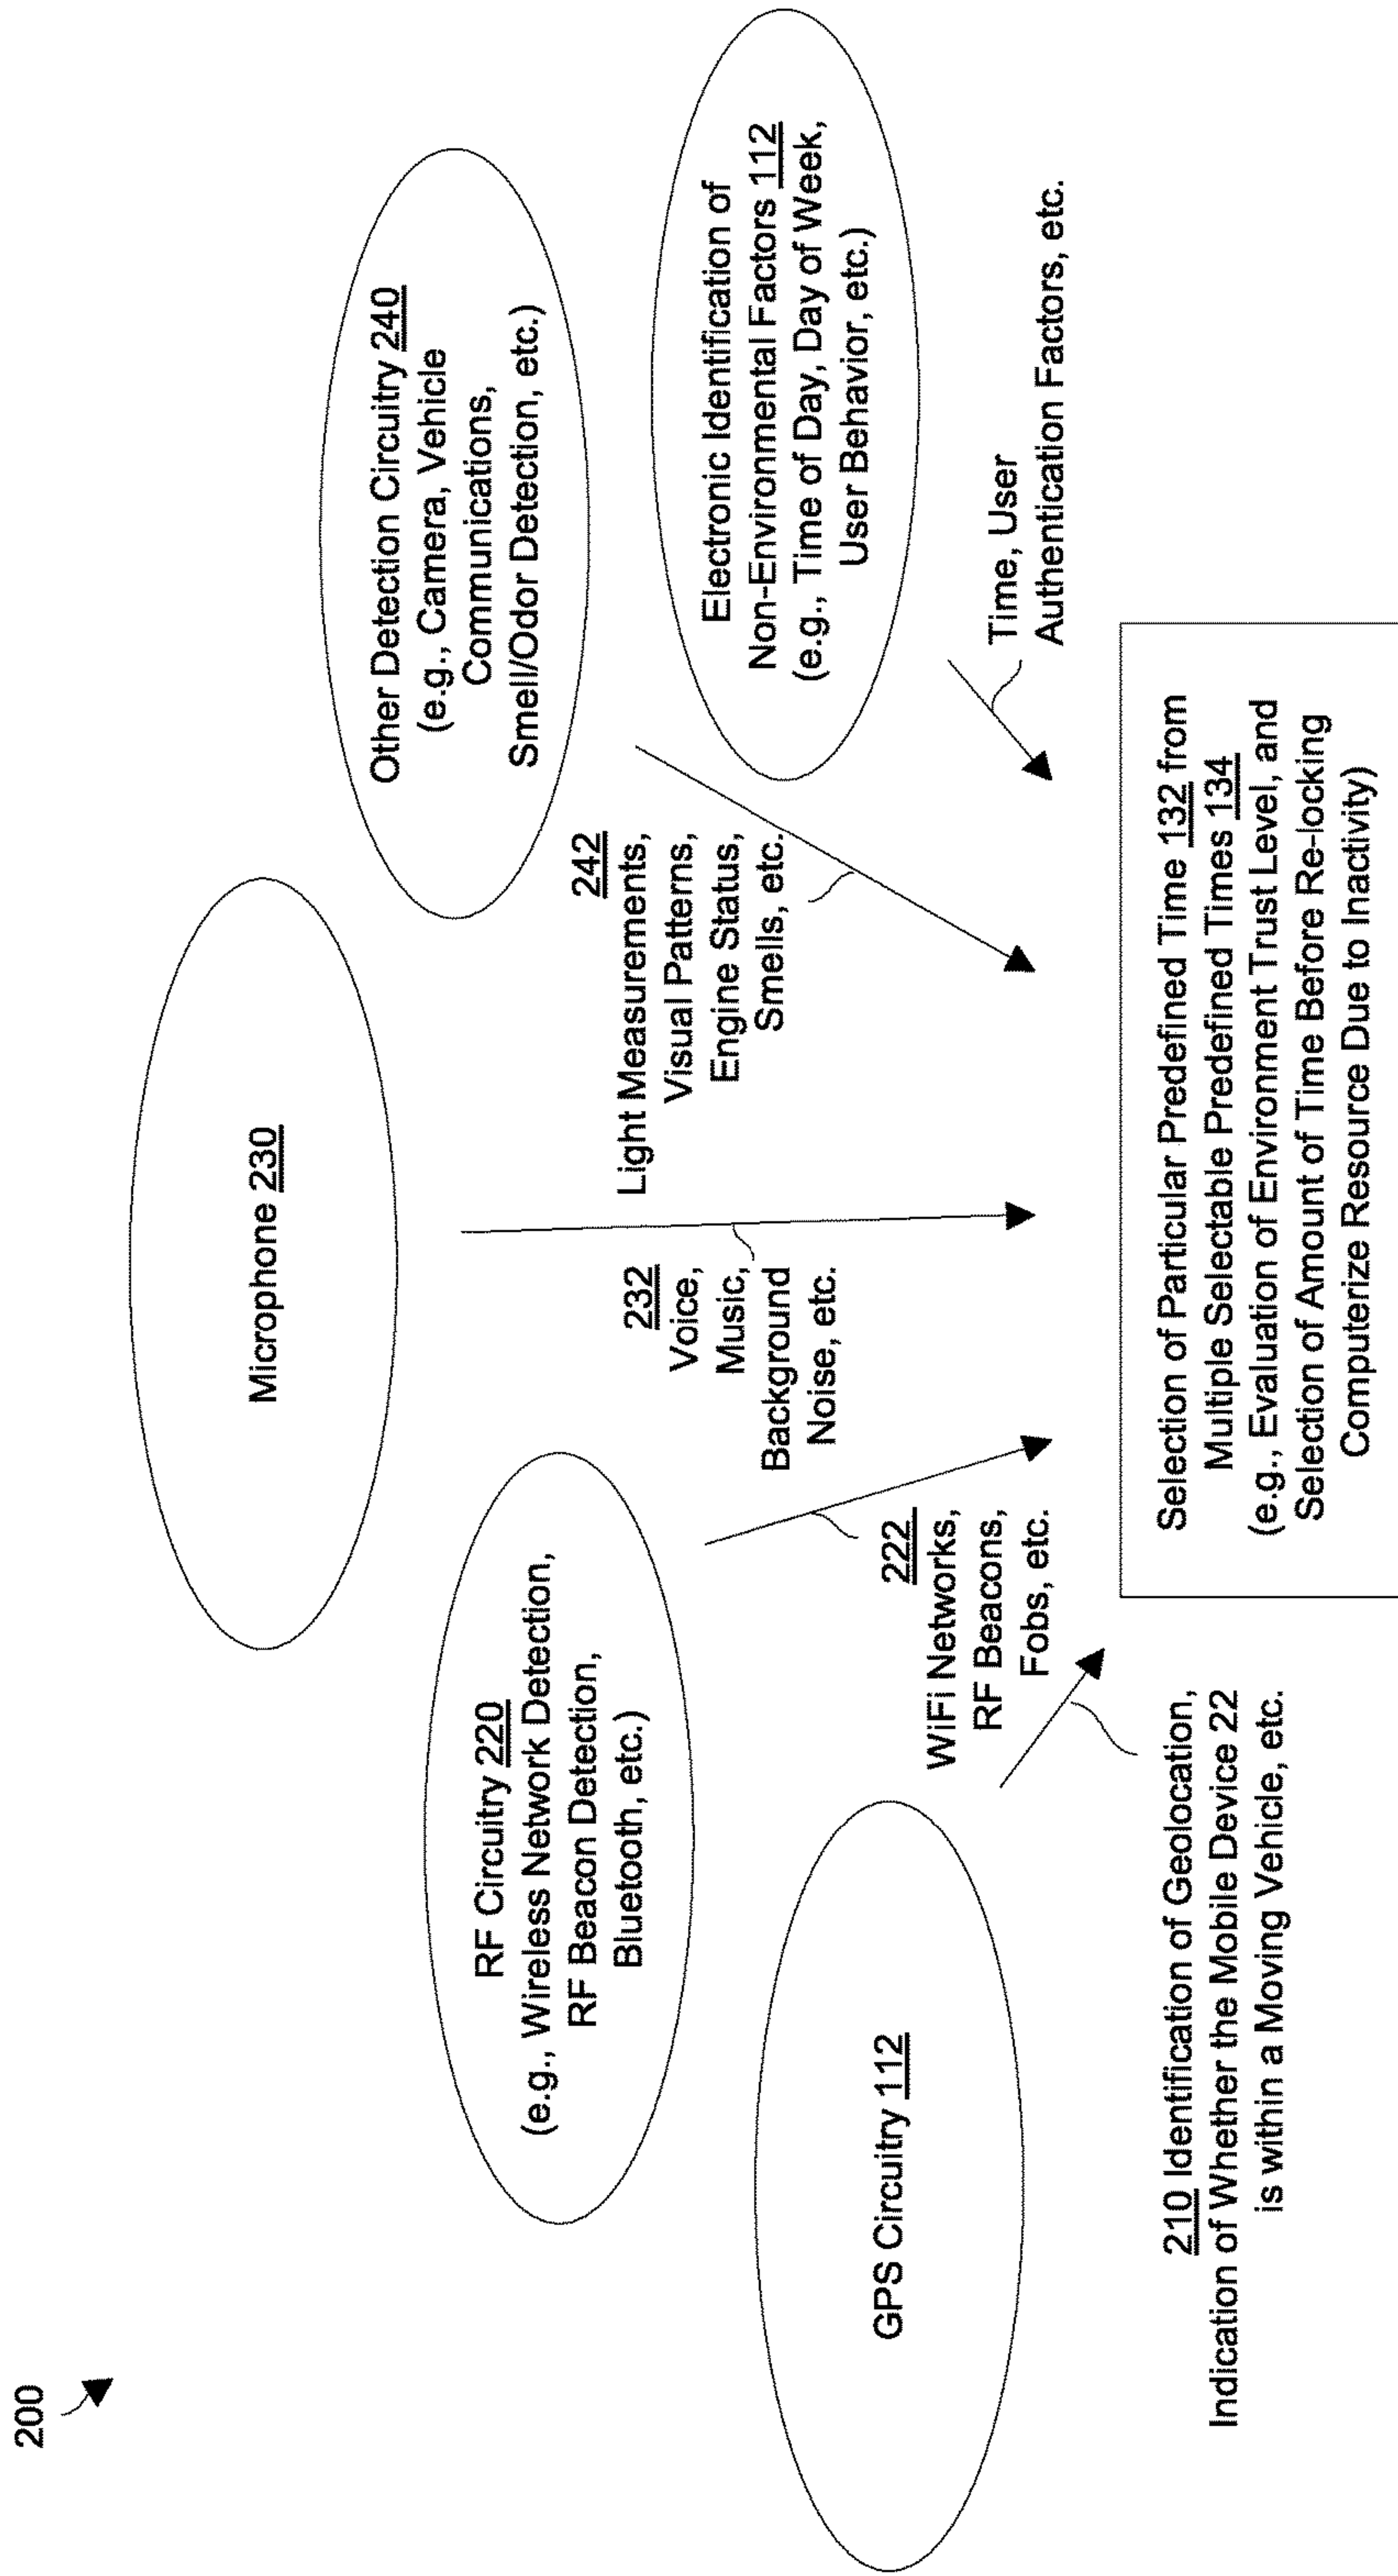 200
Microphone 230
RF Circuitry 220
(e.g., Wireless Network Detection,
RF Beacon Detection,
Bluetooth, etc.)
Other Detection Circuitry 240
(e.g., Camera, Vehicle
Communications,
Smell/Odor Detection, etc.)
GPS Circuitry 112
Electronic Identification of
Non-Environmental Factors 112
(e.g., Time of Day, Day of Week,
User Behavior, etc.)
232
Voice,
Music,
Background
Noise, etc.
242
Light Measurements,
Visual Patterns,
Engine Status,
Smells, etc.
222
WiFi Networks,
RF Beacons,
Fobs, etc.
Time, User
Authentication Factors, etc.
210 Identification of Geolocation,
Indication of Whether the Mobile Device 22
is within a Moving Vehicle, etc.
Selection of Particular Predefined Time 132 from
Multiple Selectable Predefined Times 134
(e.g., Evaluation of Environment Trust Level, and
Selection of Amount of Time Before Re-locking
Computerize Resource Due to Inactivity)